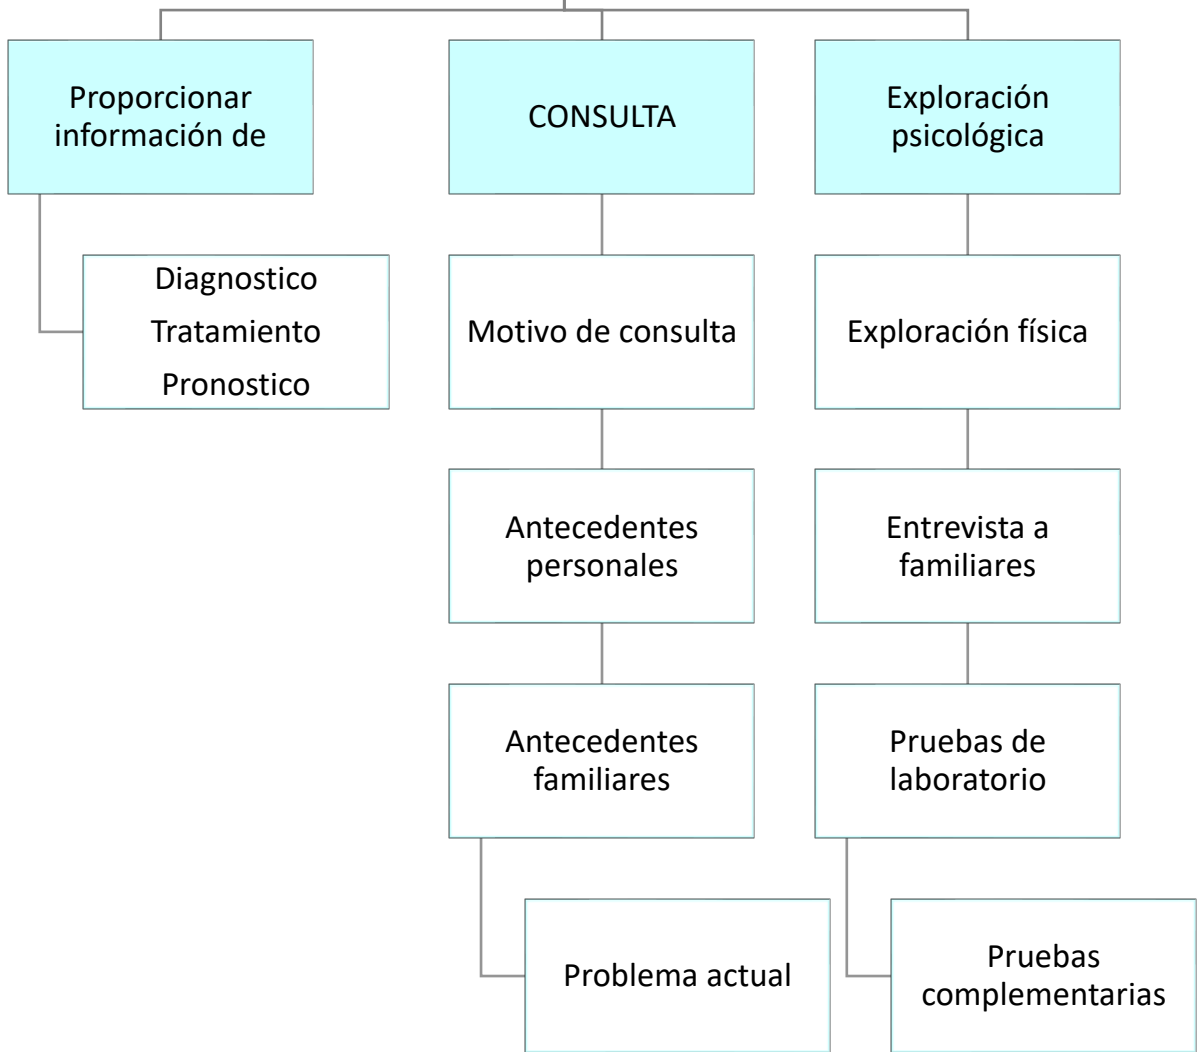 Proporcionar
información de
Diagnostico
Tratamiento
Pronostico
CONSULTA
Motivo de consulta
Antecedentes
personales
Antecedentes
familiares
Problema actual
Exploración
psicológica
Exploración física
Entrevista a
familiares
Pruebas de
laboratorio
Pruebas
complementarias